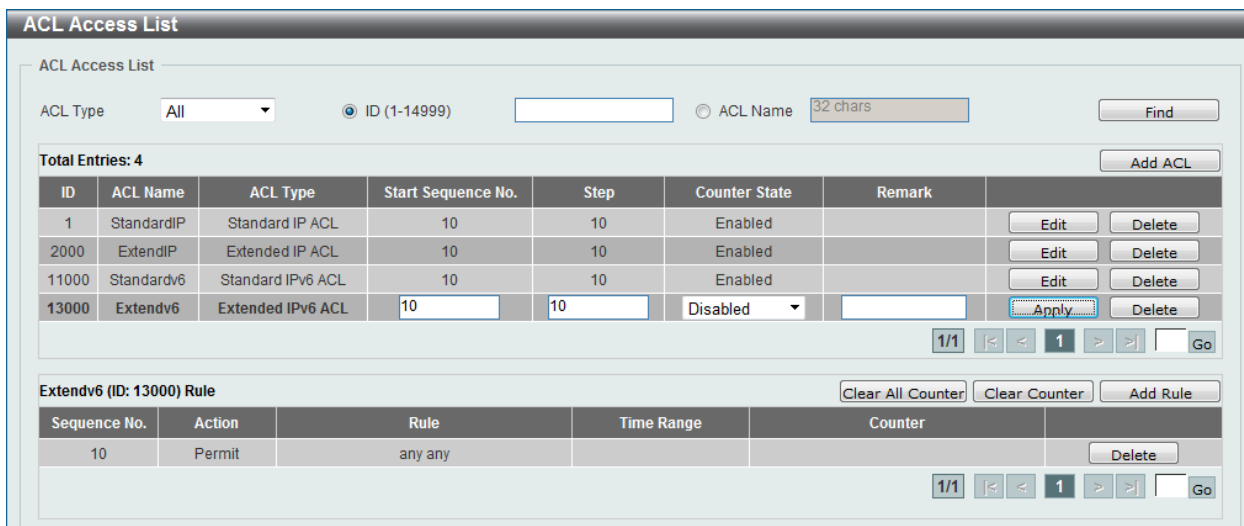 ACL Access List
ACL Access List
ACL Type All ID (1-14999) ACL Name 32 chars Find
Total Entries: 4 Add ACL
ID ACL Name ACL Type Start Sequence No. Step Counter State Remark
1 StandardIP Standard IP ACL 10 10 Enabled Edit Delete
2000 ExtendIP Extended IP ACL 10 10 Enabled Edit Delete
11000 Standardv6 Standard IPv6 ACL 10 10 Enabled Edit Delete
13000 Extendv6 Extended IPv6 ACL 10 10 Disabled Apply Delete
1/1 |< < 1 > >| Go
Extendv6 (ID: 13000) Rule Clear All Counter Clear Counter Add Rule
Sequence No. Action Rule Time Range Counter
10 Permit any any Delete
1/1 |< < 1 > >| Go